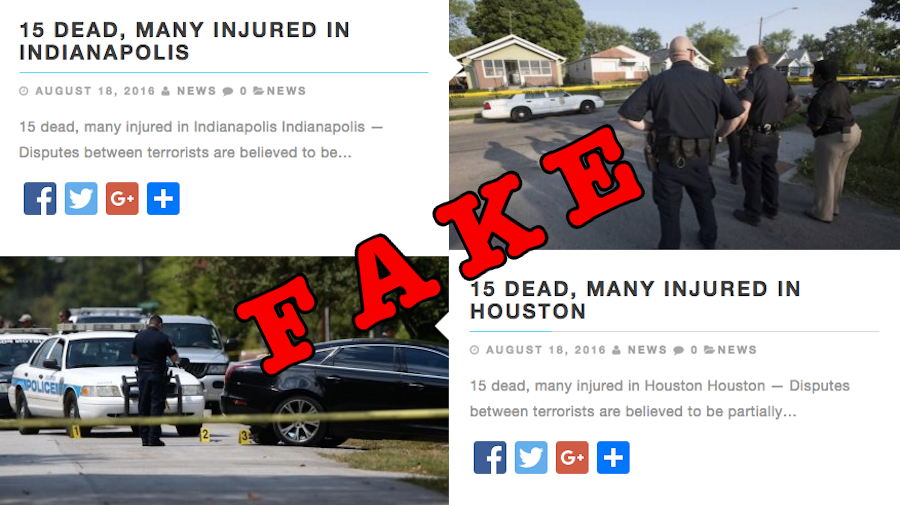 15 DEAD, MANY INJURED IN
INDIANAPOLIS
AUGUST 18, 2016 NEWS 0 NEWS
15 dead, many injured in Indianapolis Indianapolis —
Disputes between terrorists are believed to be...
FAKE
POLICE
1
2
3
15 DEAD, MANY INJURED IN
HOUSTON
AUGUST 18, 2016 NEWS 0 NEWS
15 dead, many injured in Houston Houston — Disputes
between terrorists are believed to be partially...